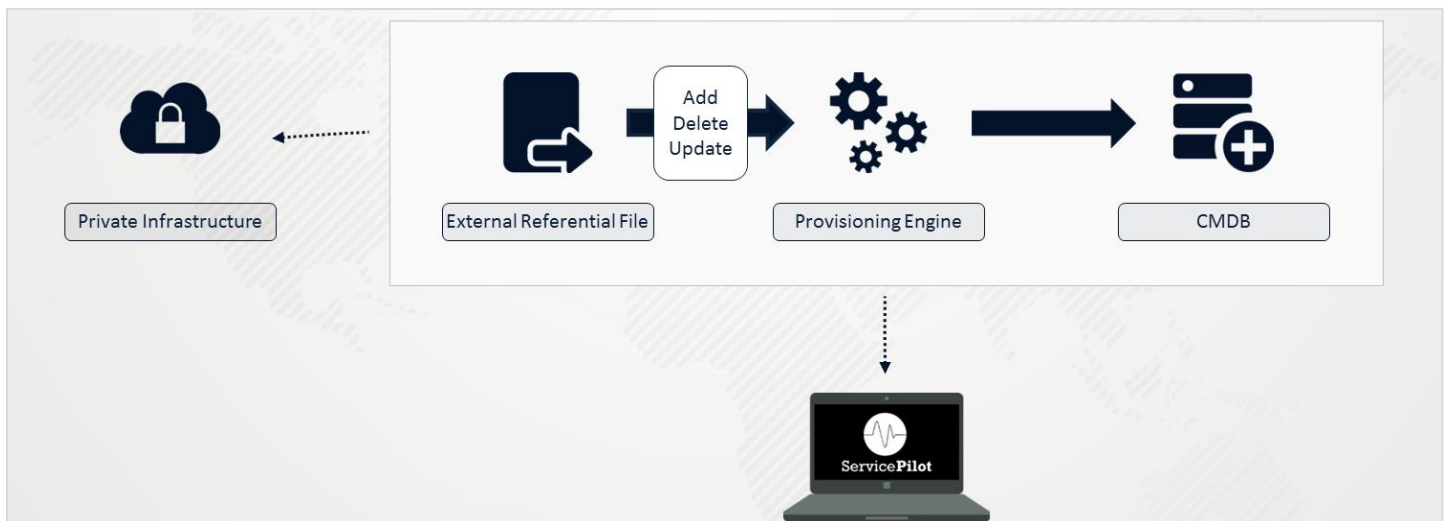 Add
Delete
Update
Private Infrastructure
External Referential File
Provisioning Engine
CMDB
ServicePilot